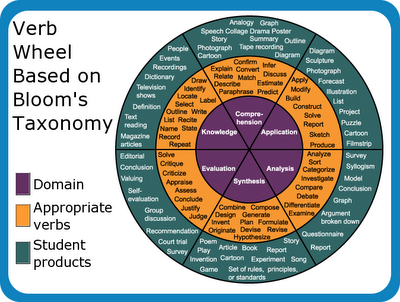 Verb
Wheel
Based on
Bloom's
Taxonomy
Domain
Appropriate
verbs
Student
products
Knowledge
Compre-
hension
Application
Analysis
Synthesis
Evaluation
Draw
Identify
Locate
Select
Label
Outline Write
List Recite
Name State
Record
Repeat
Confirm
Explain Convert Infer
Relate Match Discuss
Describe Estimate
Paraphrase Predict
Apply
Modify
Build
Construct
Solve
Report
Sketch
Produce
Analyze
Sort
Categorize
Investigate
Compare
Debate
Differentiate
Examine
Combine Compose
Design Generate
Invent Plan Formulate
Originate Devise Revise
Hypothesize
Solve
Critique
Criticize
Appraise
Assess
Conclude
Justify
Judge
People
Events
Recordings
Dictionary
Television
shows
Definition
Text
reading
Magazine
articles
Analogy Graph
Speech Collage Drama Poster
Story Summary Outline
Photograph Tape recording Diagram
Cartoon
Diagram
Sculpture
Photograph
Forecast
Illustration
List
Project
Puzzle
Cartoon
Filmstrip
Survey
Syllogism
Model
Conclusion
Graph
Argument
broken down
Questionnaire
Report
Poem
Play Article Book Report Story
Invention Cartoon Experiment Song
Game Set of rules, principles,
or standards
Editorial
Conclusion
Valuing
Self-
evaluation
Group
discussion
Recommendation
Court trial
Survey